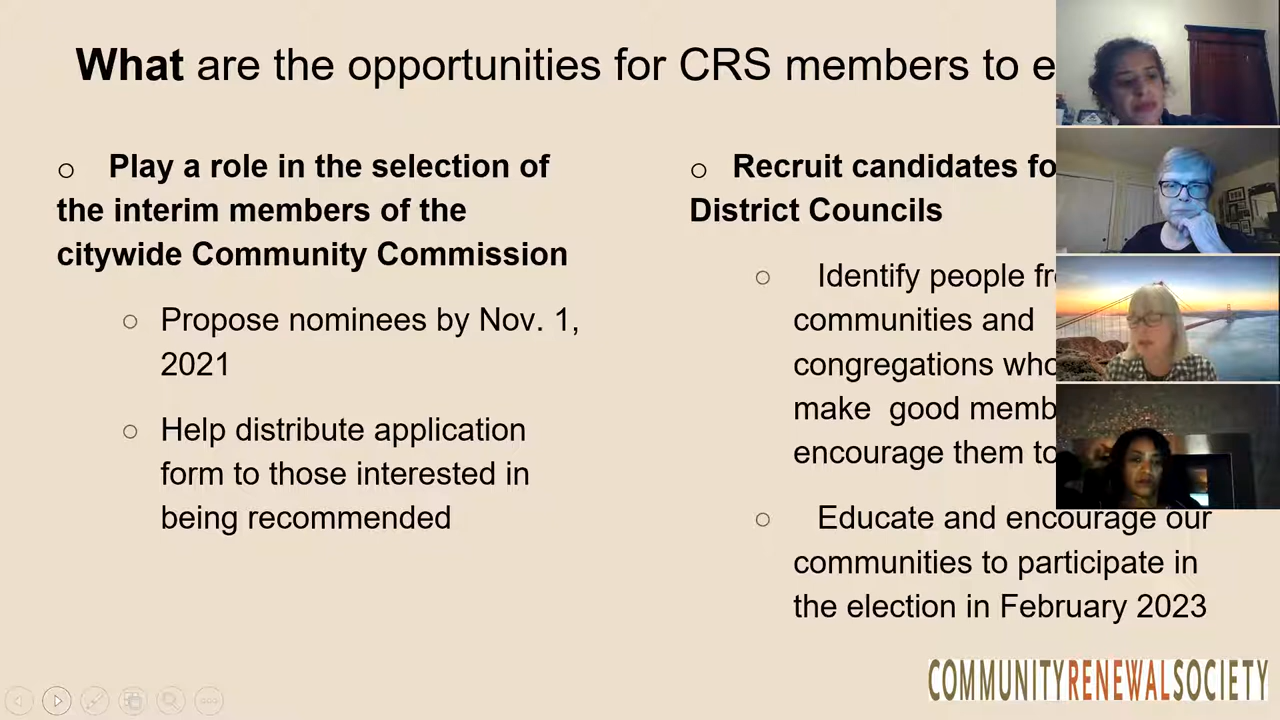 What are the opportunities for CRS members to e
○ Play a role in the selection of
the interim members of the
citywide Community Commission
○ Propose nominees by Nov. 1,
2021
○ Help distribute application
form to those interested in
being recommended
○ Recruit candidates fo
District Councils
○ Identify people fr
communities and
congregations who
make good memb
encourage them to
○ Educate and encourage our
communities to participate in
the election in February 2023
COMMUNITYRENEWALSOCIETY